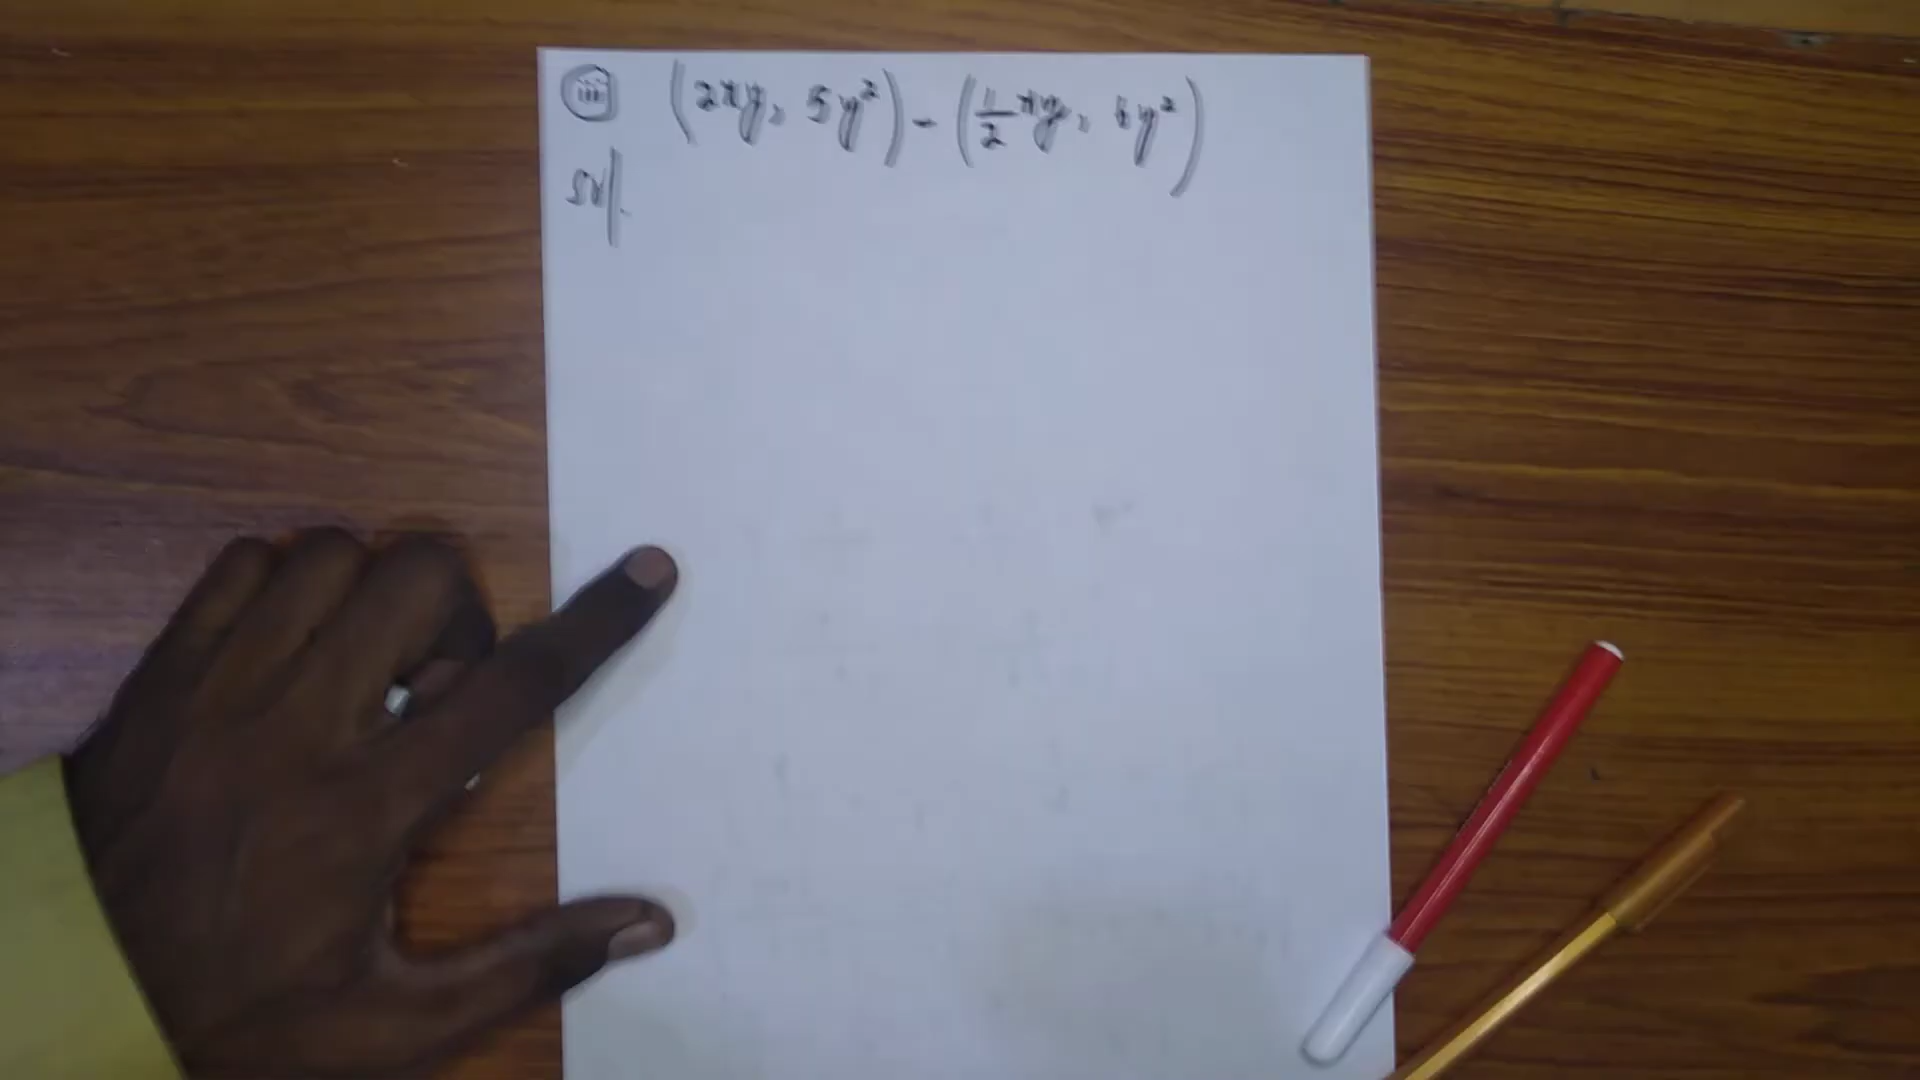 (iii) (2xy, 5y²) - (1/2 xy, 6y²)
Sol.